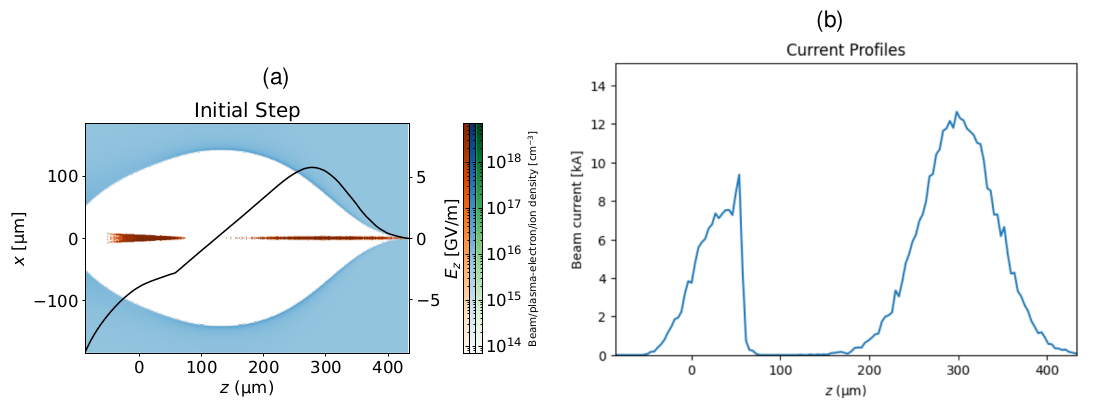 (a)
Initial Step
100
0
−100
x [μm]
0
100
200
300
400
z (μm)
5
0
−5
E_z [GV/m]
10^18
10^17
10^16
10^15
10^14
Beam/plasma-electron/ion density [cm^−3]
(b)
Current Profiles
14
12
10
8
6
4
2
0
Beam current [kA]
0
100
200
300
400
z (μm)